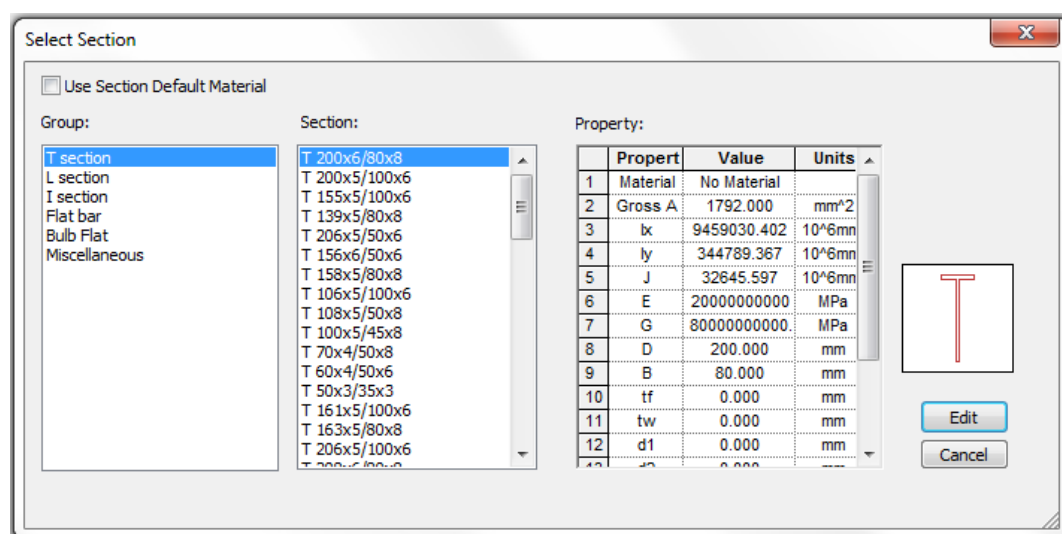 Select Section
Use Section Default Material
Group:
T section
L section
I section
Flat bar
Bulb Flat
Miscellaneous
Section:
T 200x6/80x8
T 200x5/100x6
T 155x5/100x6
T 139x5/80x8
T 206x5/50x6
T 156x6/50x6
T 158x5/80x8
T 106x5/100x6
T 108x5/50x8
T 100x5/45x8
T 70x4/50x8
T 60x4/50x6
T 50x3/35x3
T 161x5/100x6
T 163x5/80x8
T 206x5/100x6
Property:
Propert Value Units
1 Material No Material
2 Gross A 1792.000 mm^2
3 Ix 9459030.402 10^6mn
4 Iy 344789.367 10^6mn
5 J 32645.597 10^6mn
6 E 20000000000 MPa
7 G 80000000000. MPa
8 D 200.000 mm
9 B 80.000 mm
10 tf 0.000 mm
11 tw 0.000 mm
12 d1 0.000 mm
Edit
Cancel